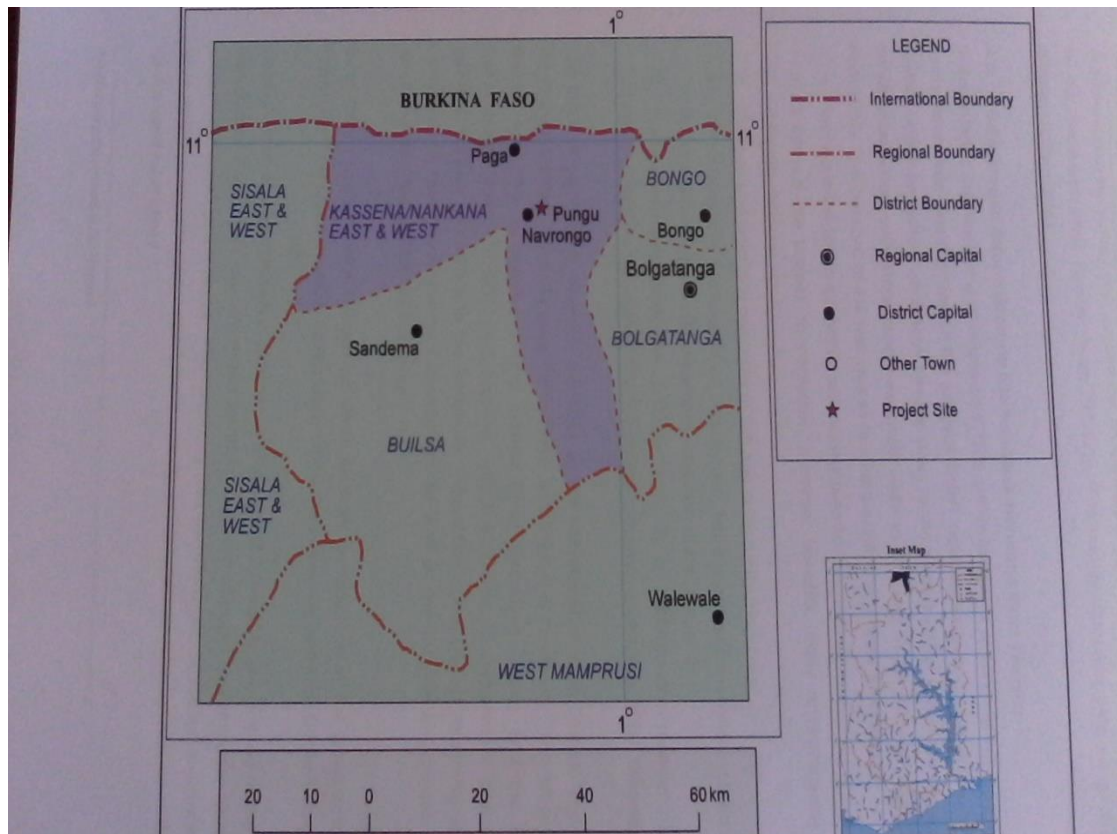 1°
BURKINA FASO
11°
11°
Paga
SISALA
EAST &
WEST
KASSENA/NANKANA
EAST & WEST
Pungu
Navrongo
BONGO
Bongo
Bolgatanga
BOLGATANGA
Sandema
BUILSA
SISALA
EAST &
WEST
Walewale
WEST MAMPRUSI
1°
20 10 0 20 40 60 km
LEGEND
International Boundary
Regional Boundary
District Boundary
Regional Capital
District Capital
Other Town
Project Site
Inset Map